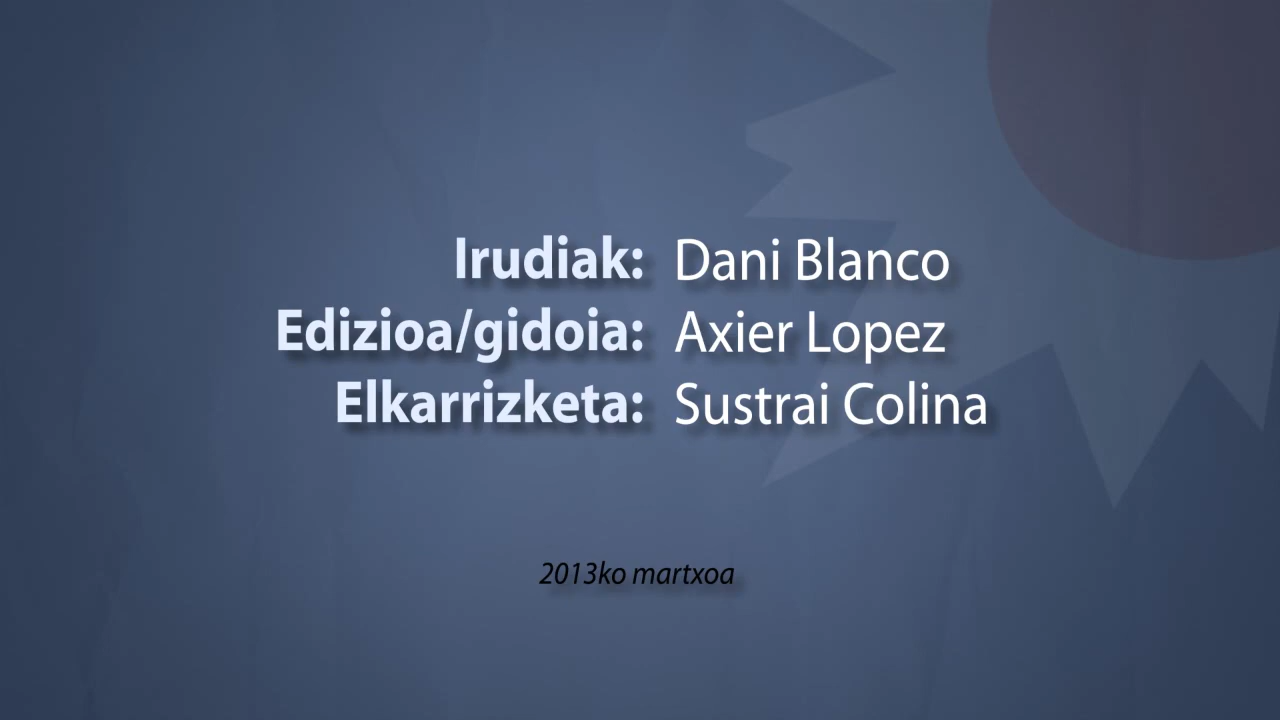 Irudiak: Dani Blanco
Edizioa/gidoia: Axier Lopez
Elkarrizketa: Sustrai Colina
2013ko martxoa